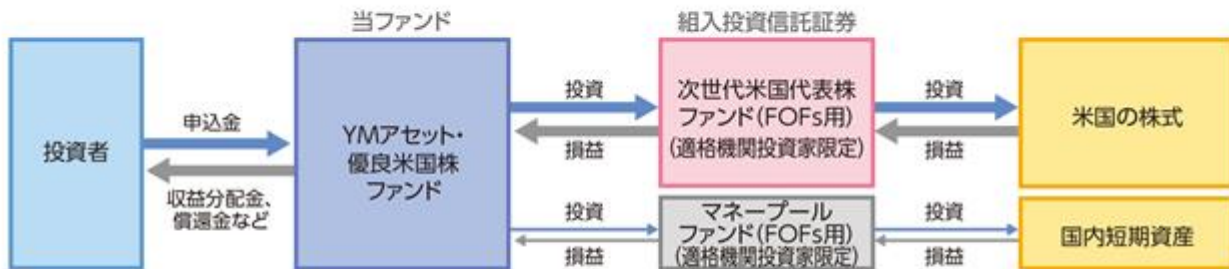 当ファンド
組入投資信託証券
投資者
申込金
収益分配金、
償還金など
YMアセット・
優良米国株
ファンド
投資
損益
次世代米国代表株
ファンド(FOFs用)
(適格機関投資家限定)
投資
損益
米国の株式
投資
損益
マネープール
ファンド(FOFs用)
(適格機関投資家限定)
投資
損益
国内短期資産